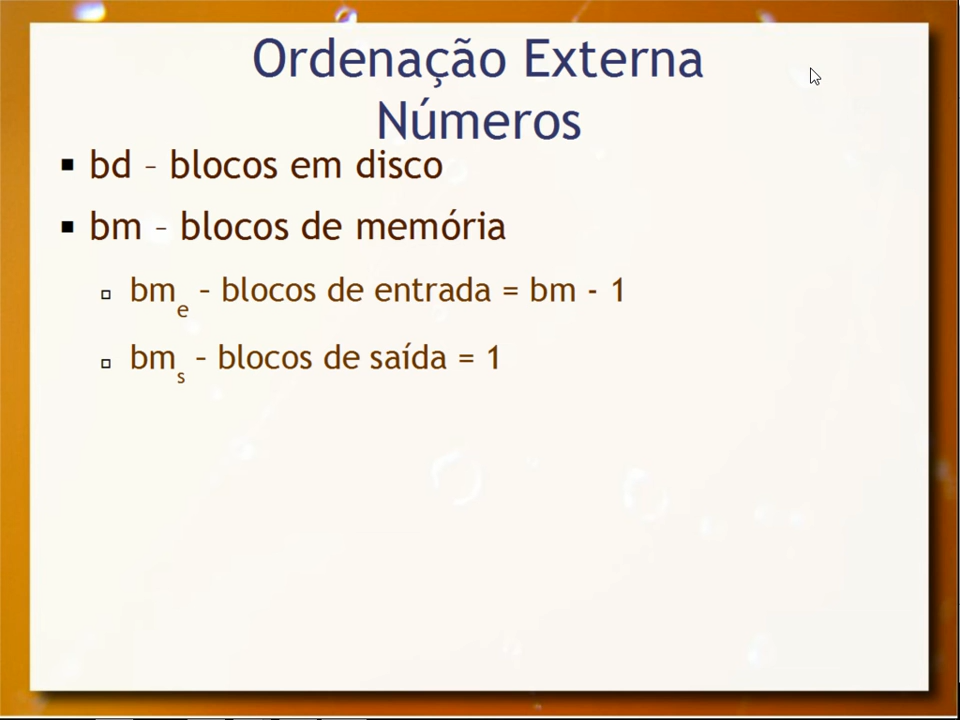 Ordenação Externa
Números
▪ bd – blocos em disco
▪ bm – blocos de memória
▫ bmₑ – blocos de entrada = bm - 1
▫ bmₛ – blocos de saída = 1